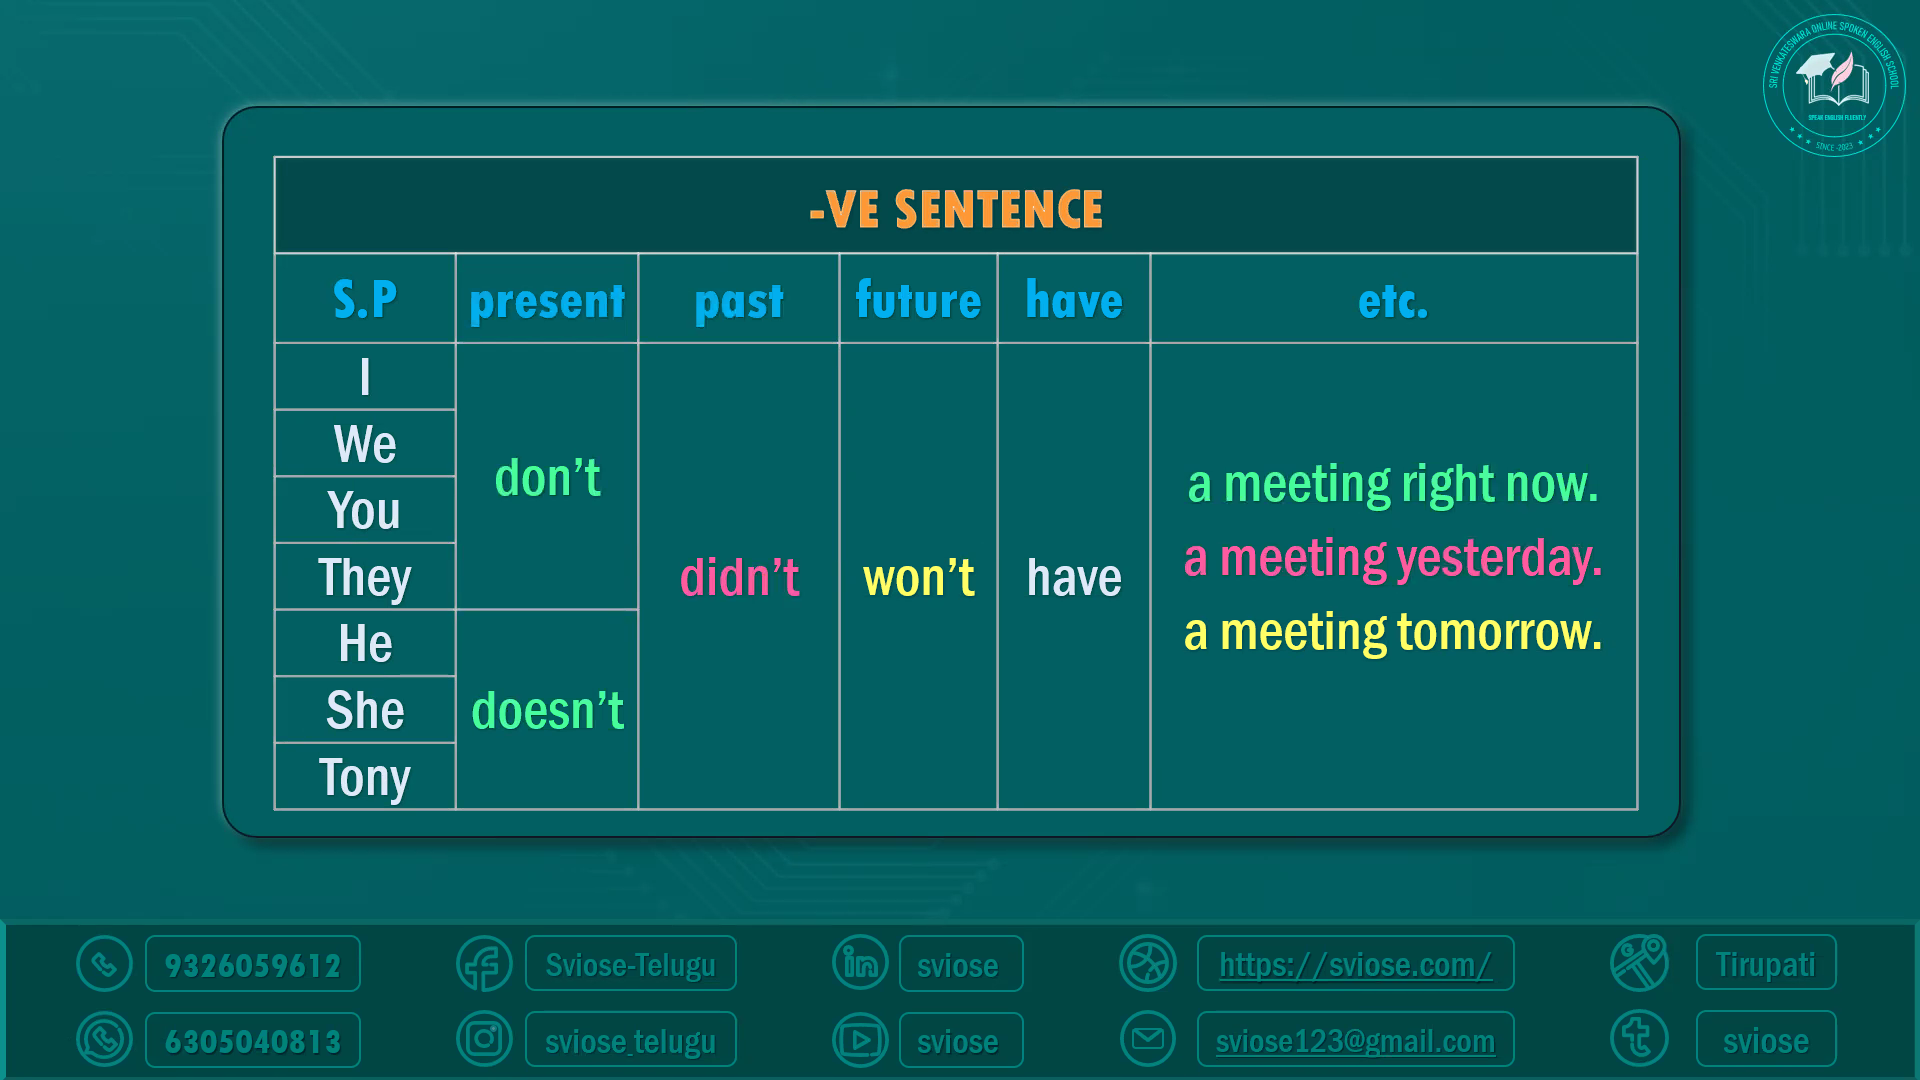 SRI VENKATESWARA ONLINE SPOKEN ENGLISH SCHOOL
SPEAK ENGLISH FLUENTLY
SINCE -2023
-VE SENTENCE
S.P present past future have etc.
I
We
You
They
He
She
Tony
don’t
doesn’t
didn’t
won’t
have
a meeting right now.
a meeting yesterday.
a meeting tomorrow.
9326059612 Sviose-Telugu sviose https://sviose.com/ Tirupati
6305040813 sviose_telugu sviose sviose123@gmail.com sviose